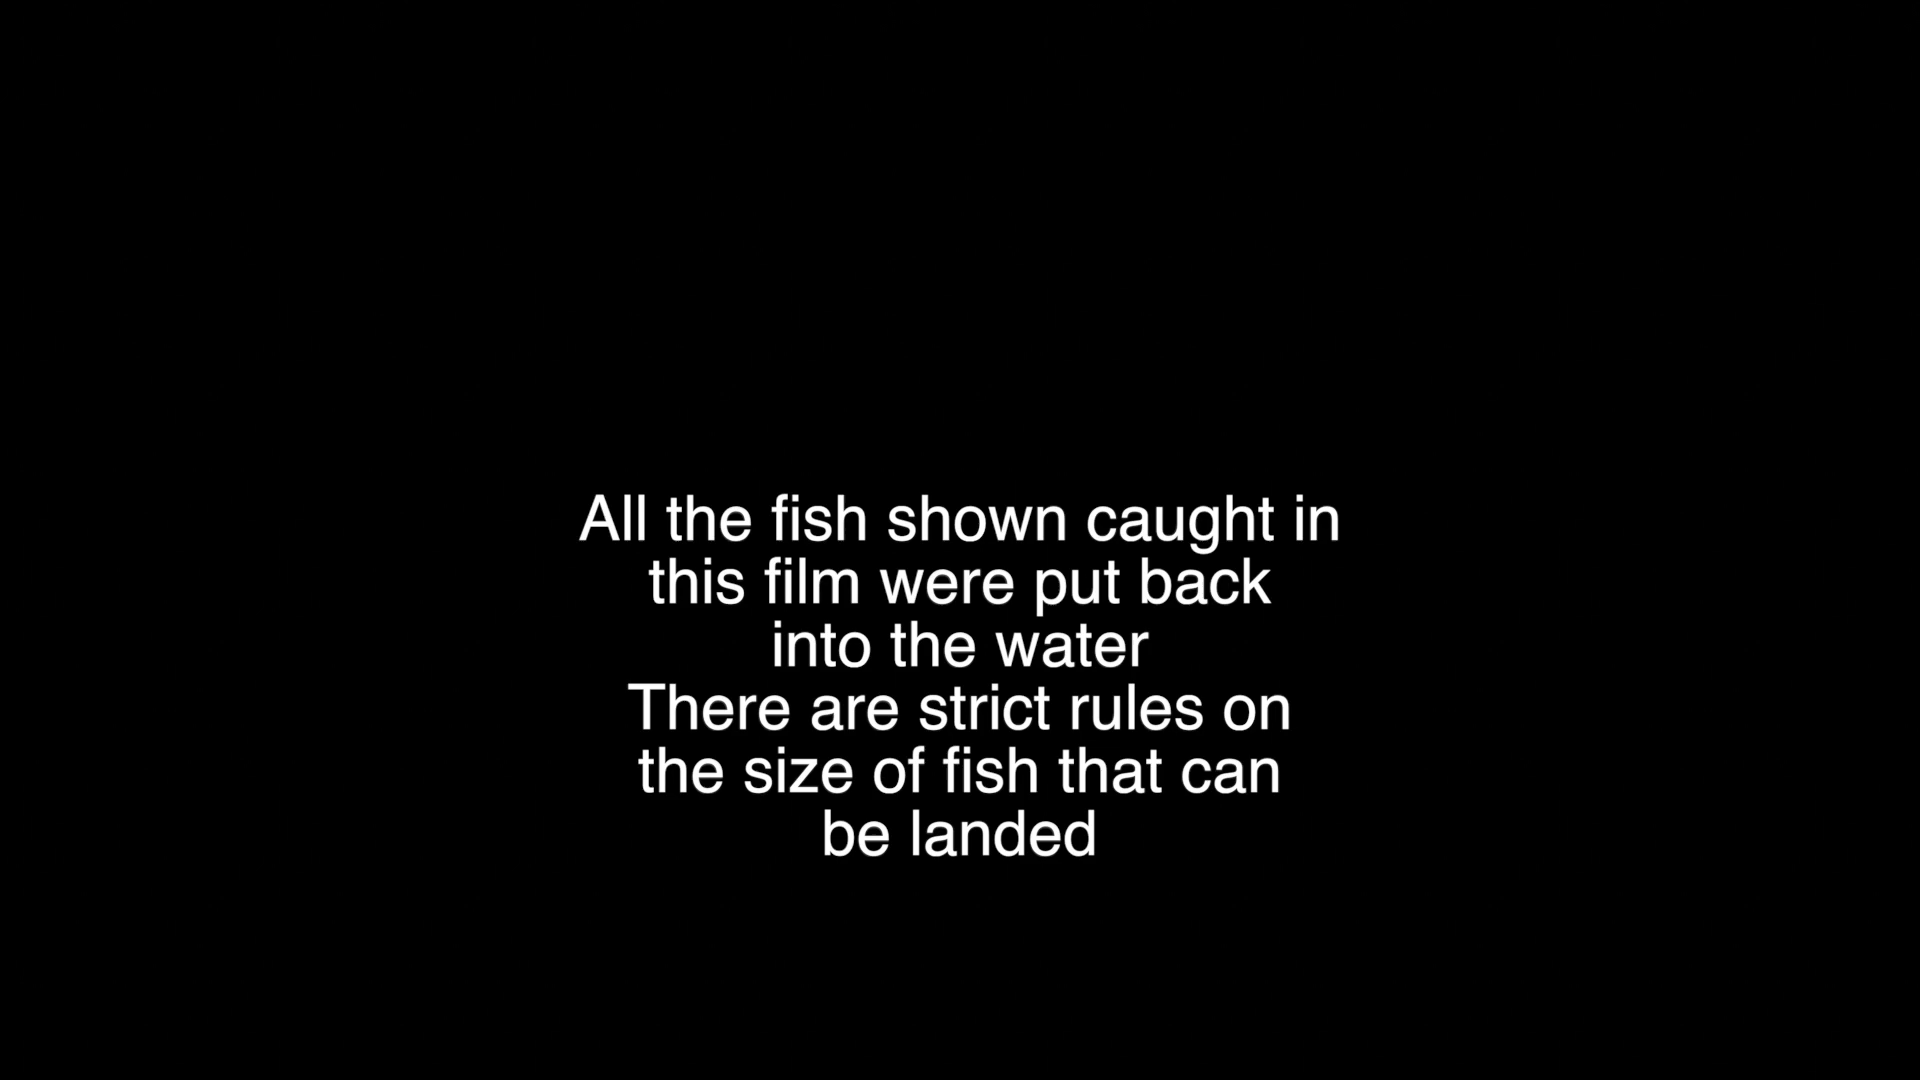 All the fish shown caught in
this film were put back
into the water
There are strict rules on
the size of fish that can
be landed